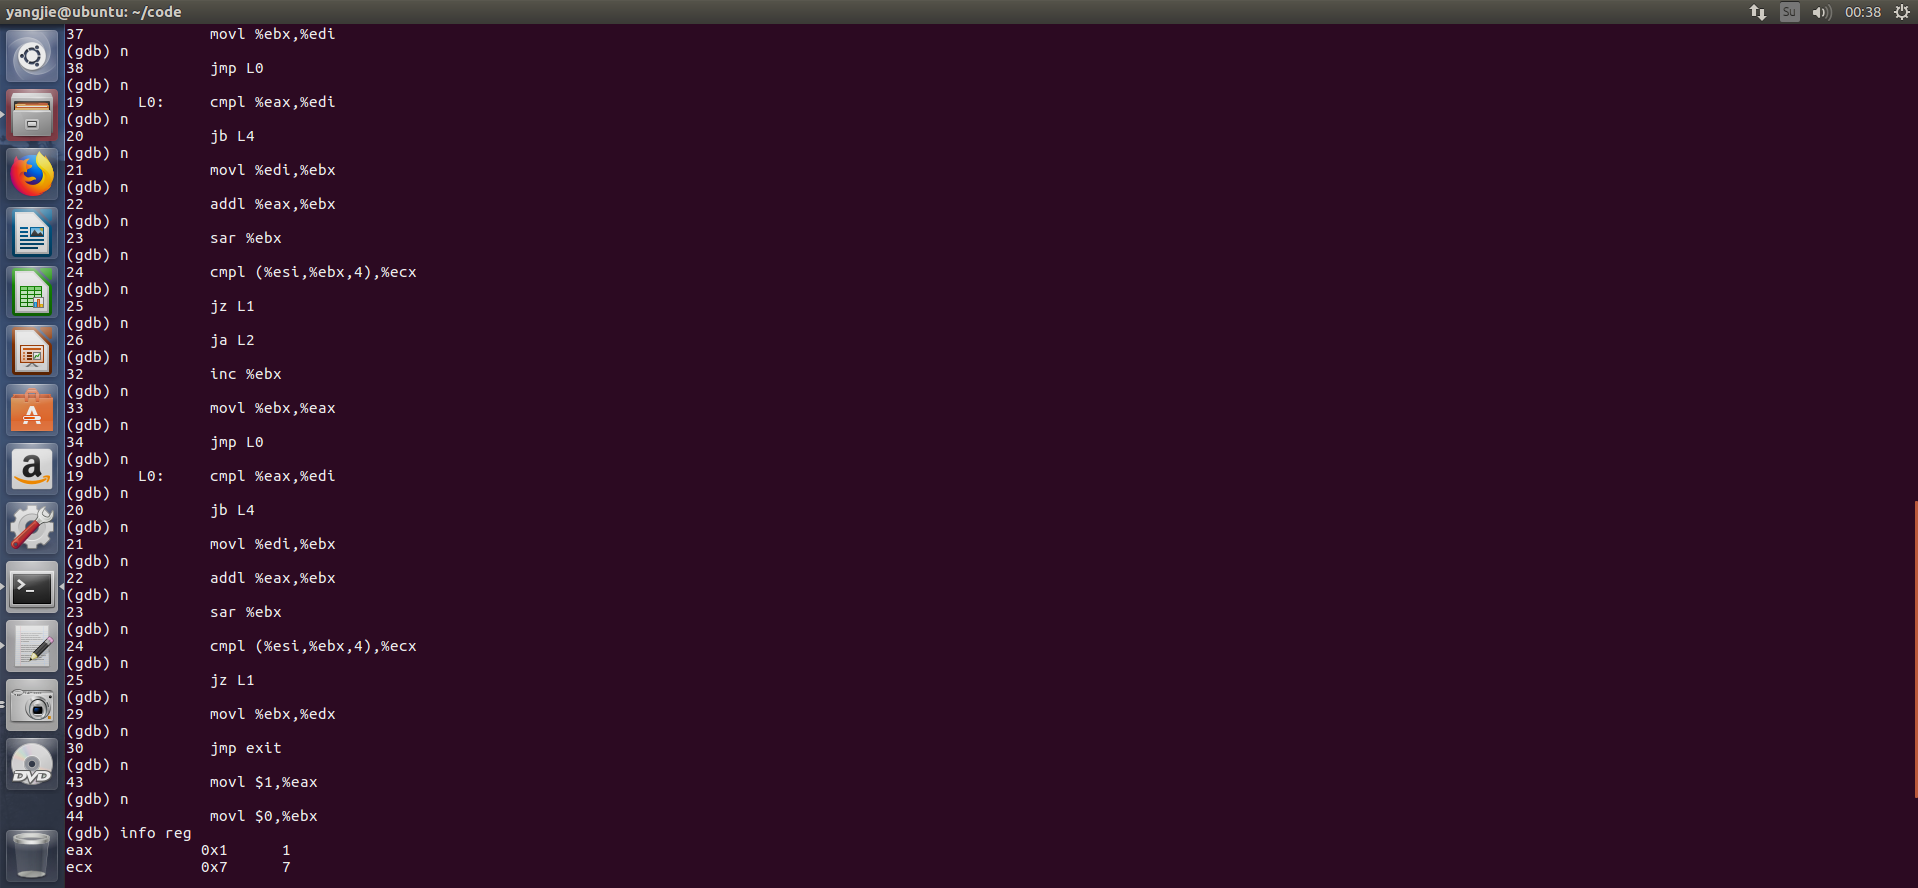 yangjie@ubuntu: ~/code
Su
00:38
37 movl %ebx,%edi
(gdb) n
38 jmp L0
(gdb) n
19 L0: cmpl %eax,%edi
(gdb) n
20 jb L4
(gdb) n
21 movl %edi,%ebx
(gdb) n
22 addl %eax,%ebx
(gdb) n
23 sar %ebx
(gdb) n
24 cmpl (%esi,%ebx,4),%ecx
(gdb) n
25 jz L1
(gdb) n
26 ja L2
(gdb) n
32 inc %ebx
(gdb) n
33 movl %ebx,%eax
(gdb) n
34 jmp L0
(gdb) n
19 L0: cmpl %eax,%edi
(gdb) n
20 jb L4
(gdb) n
21 movl %edi,%ebx
(gdb) n
22 addl %eax,%ebx
(gdb) n
23 sar %ebx
(gdb) n
24 cmpl (%esi,%ebx,4),%ecx
(gdb) n
25 jz L1
(gdb) n
29 movl %ebx,%edx
(gdb) n
30 jmp exit
(gdb) n
43 movl $1,%eax
(gdb) n
44 movl $0,%ebx
(gdb) info reg
eax 0x1 1
ecx 0x7 7
A
a
>_
DVD